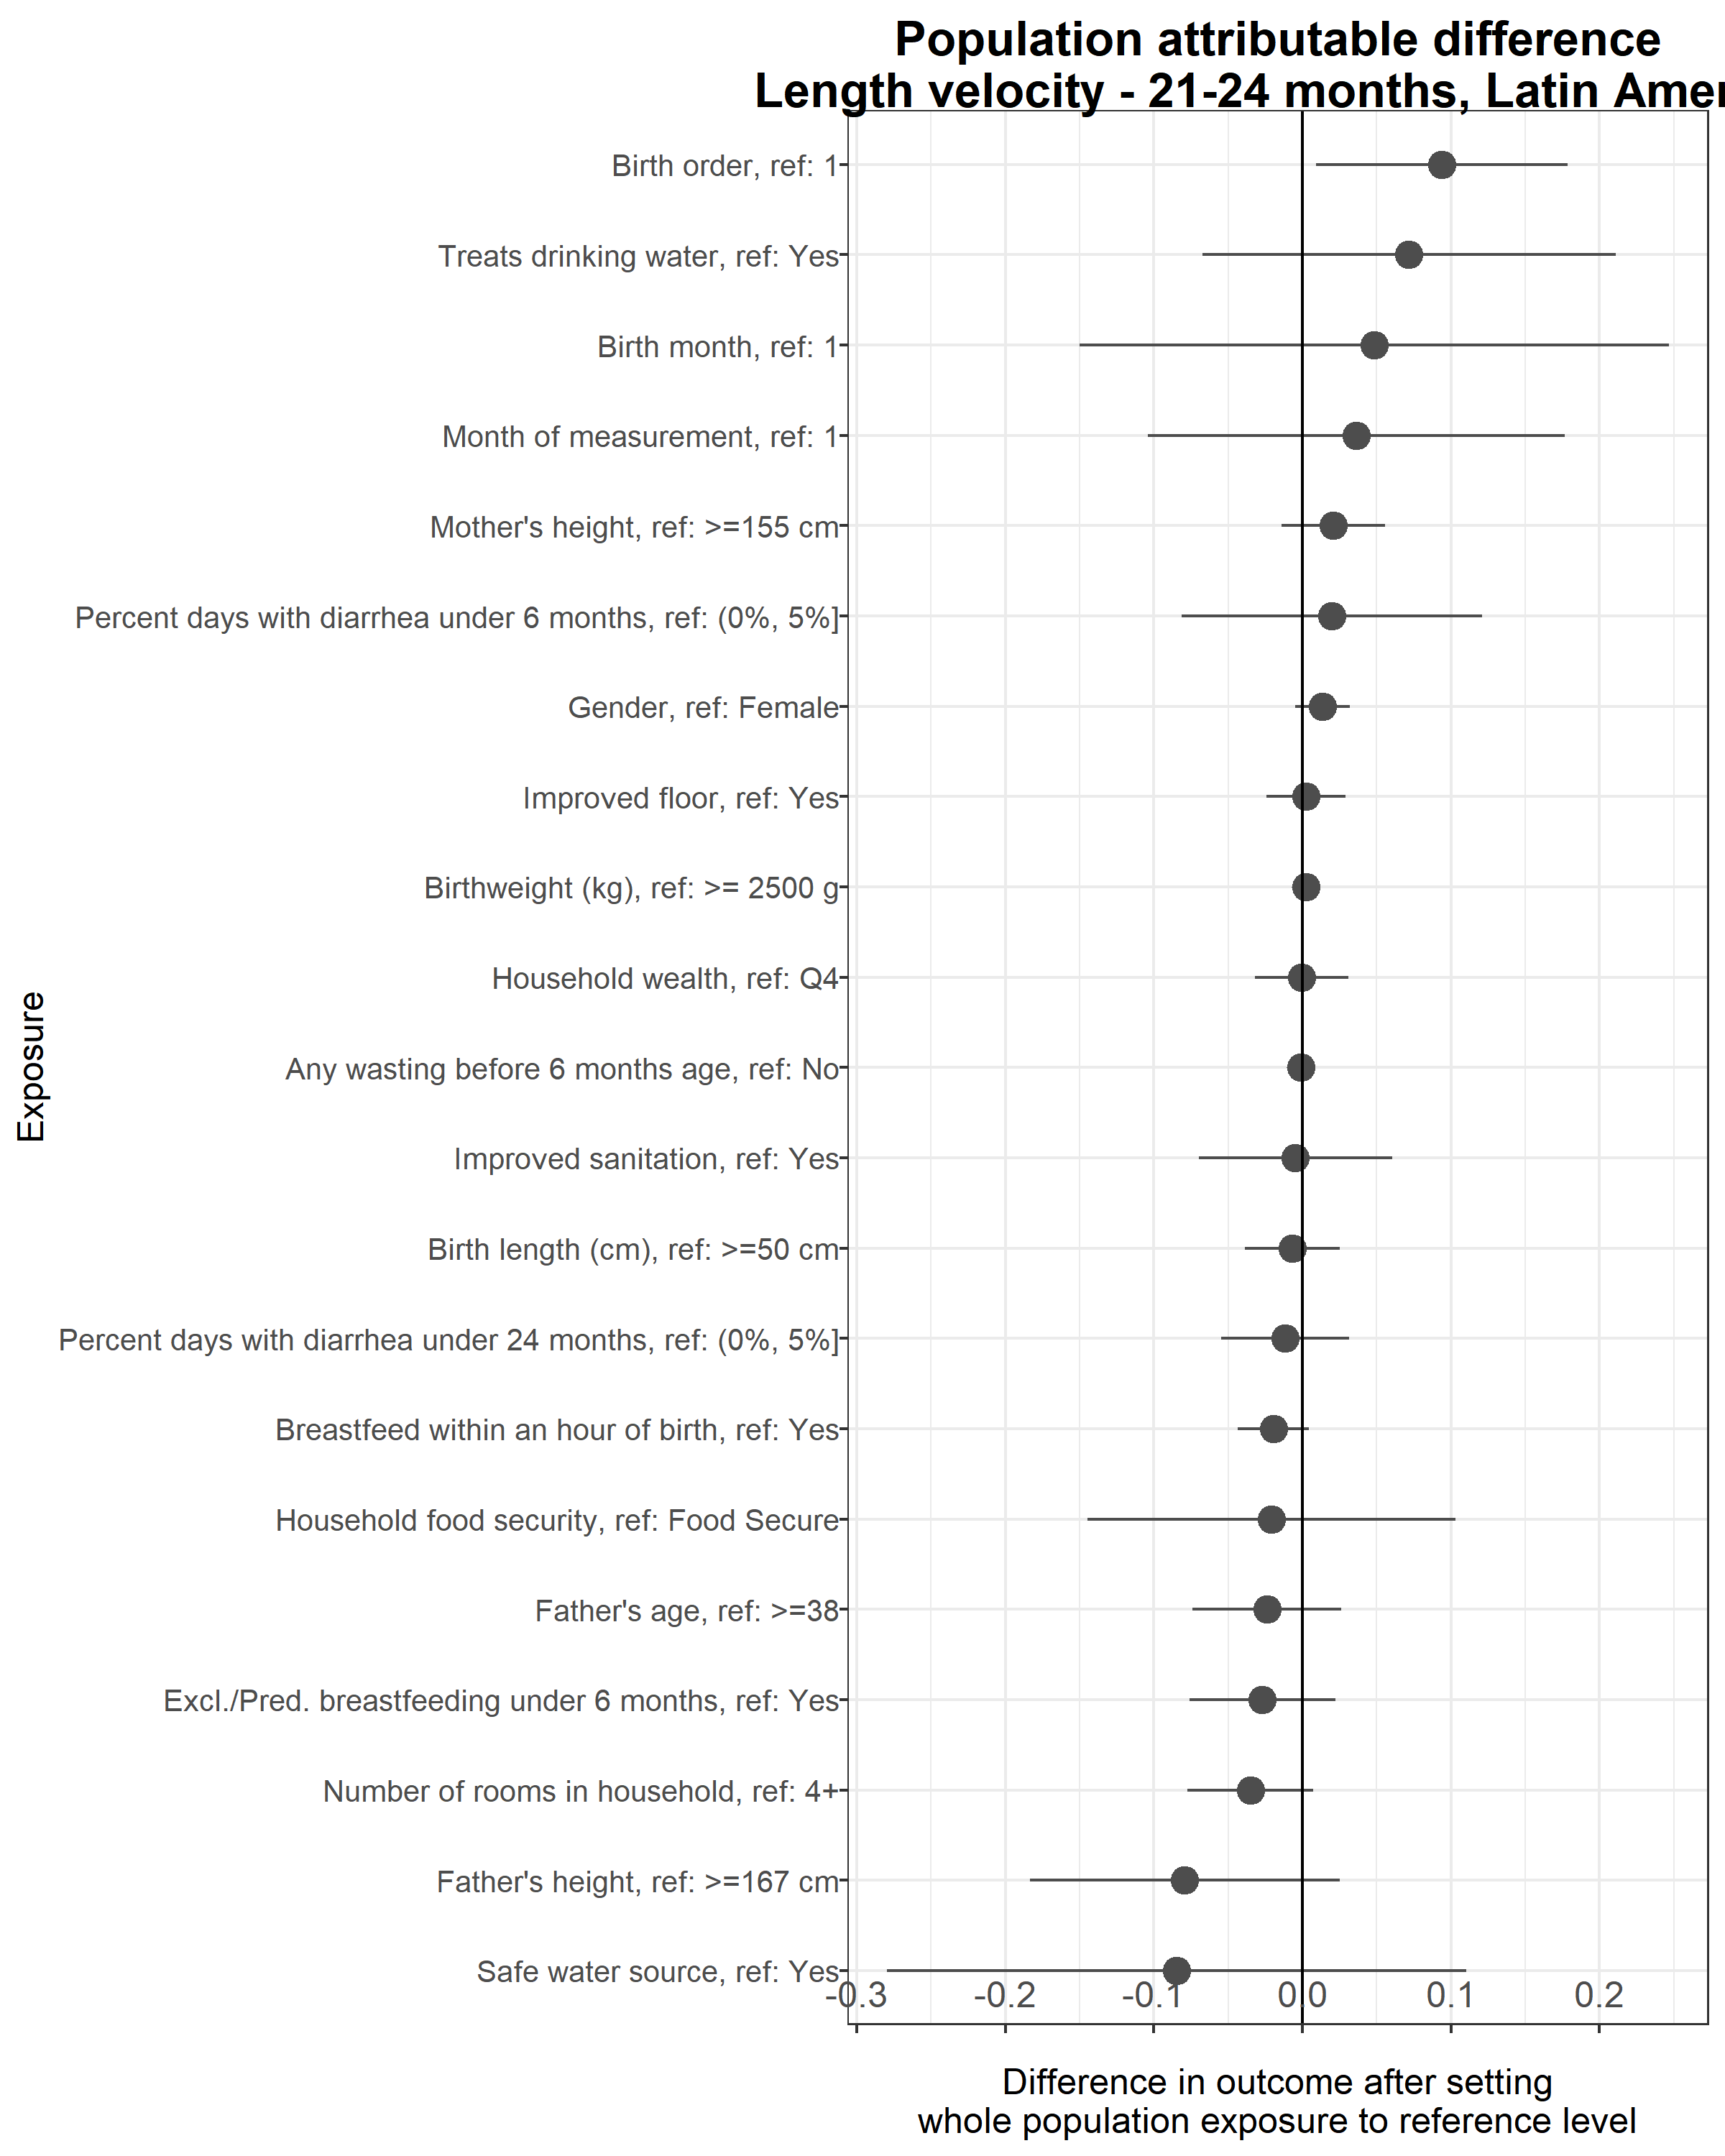 Population attributable difference
Length velocity - 21-24 months, Latin Amer
Birth order, ref: 1
Treats drinking water, ref: Yes
Birth month, ref: 1
Month of measurement, ref: 1
Mother's height, ref: >=155 cm
Percent days with diarrhea under 6 months, ref: (0%, 5%]
Gender, ref: Female
Improved floor, ref: Yes
Birthweight (kg), ref: >= 2500 g
Household wealth, ref: Q4
Any wasting before 6 months age, ref: No
Improved sanitation, ref: Yes
Birth length (cm), ref: >=50 cm
Percent days with diarrhea under 24 months, ref: (0%, 5%]
Breastfeed within an hour of birth, ref: Yes
Household food security, ref: Food Secure
Father's age, ref: >=38
Excl./Pred. breastfeeding under 6 months, ref: Yes
Number of rooms in household, ref: 4+
Father's height, ref: >=167 cm
Safe water source, ref: Yes
Exposure
-0.3 -0.2 -0.1 0.0 0.1 0.2
Difference in outcome after setting
whole population exposure to reference level